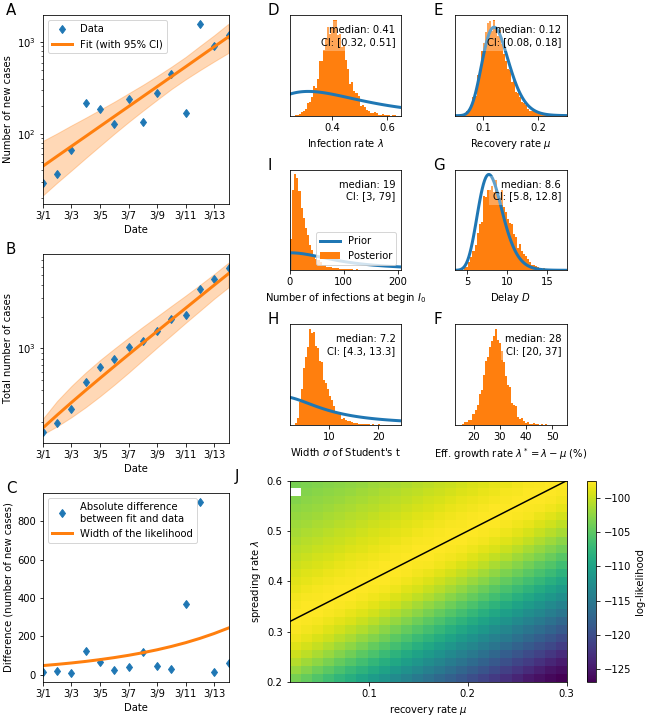 A
Data
Fit (with 95% CI)
10³
10²
Number of new cases
3/1 3/3 3/5 3/7 3/9 3/11 3/13
Date
B
10³
Total number of cases
3/1 3/3 3/5 3/7 3/9 3/11 3/13
Date
C
Absolute difference
between fit and data
Width of the likelihood
800
600
400
200
0
Difference (number of new cases)
3/1 3/3 3/5 3/7 3/9 3/11 3/13
Date
D
median: 0.41
CI: [0.32, 0.51]
0.4 0.6
Infection rate λ
E
median: 0.12
CI: [0.08, 0.18]
0.1 0.2
Recovery rate μ
I
median: 19
CI: [3, 79]
Prior
Posterior
0 100 200
Number of infections at begin I₀
G
median: 8.6
CI: [5.8, 12.8]
5 10 15
Delay D
H
median: 7.2
CI: [4.3, 13.3]
10 20
Width σ of Student's t
F
median: 28
CI: [20, 37]
20 30 40 50
Eff. growth rate λ* = λ − μ (%)
J
0.6
0.5
0.4
0.3
0.2
spreading rate λ
0.1 0.2 0.3
recovery rate μ
−100
−105
−110
−115
−120
−125
log-likelihood